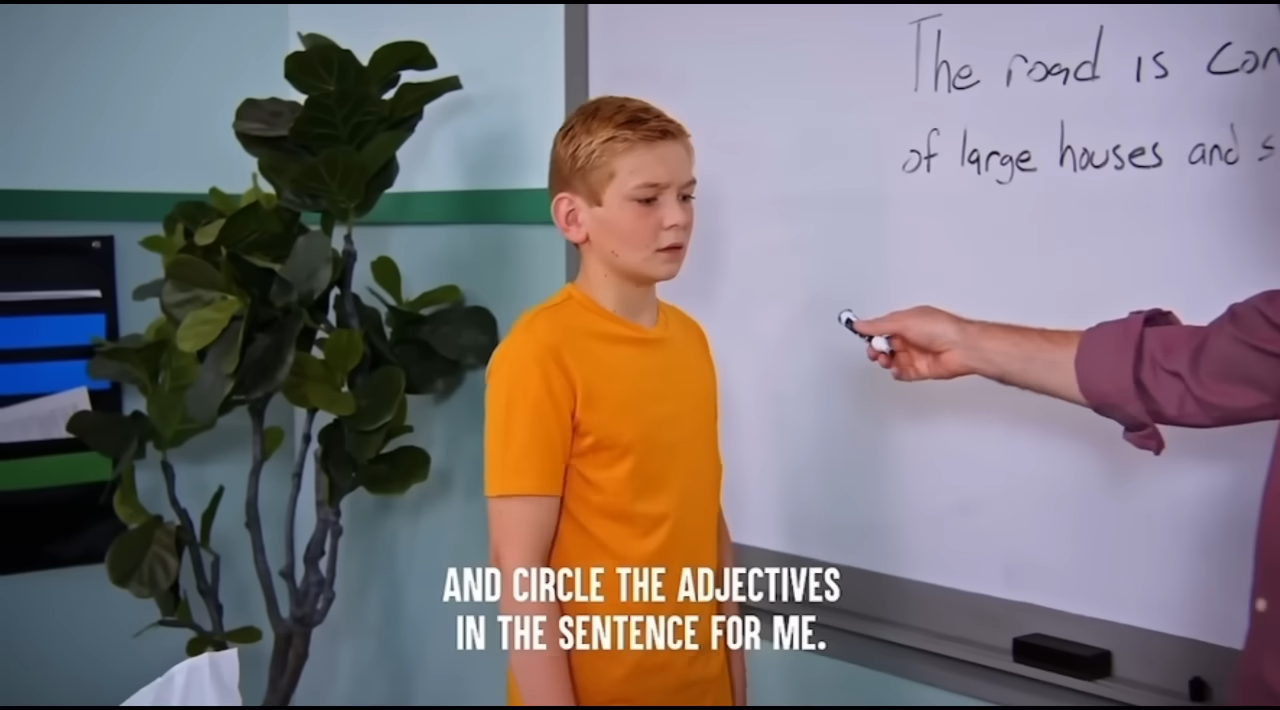 The road is
of large houses and
AND CIRCLE THE ADJECTIVES
IN THE SENTENCE FOR ME.